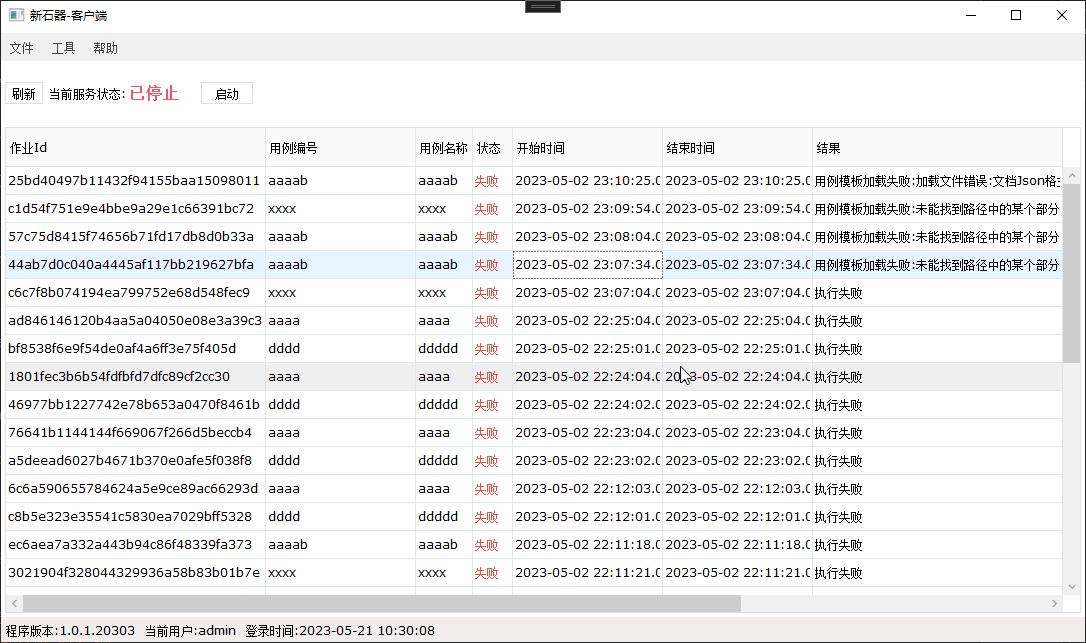 新石器-客户端
文件 工具 帮助
刷新 当前服务状态: 已停止 启动
作业Id 用例编号 用例名称 状态 开始时间 结束时间 结果
25bd40497b11432f94155baa15098011 aaaab aaaab 失败 2023-05-02 23:10:25.0 2023-05-02 23:10:25.0 用例模板加载失败:加载文件错误:文档Json格
c1d54f751e9e4bbe9a29e1c66391bc72 xxxx xxxx 失败 2023-05-02 23:09:54.0 2023-05-02 23:09:54.0 用例模板加载失败:未能找到路径中的某个部分
57c75d8415f74656b71fd17db8d0b33a aaaab aaaab 失败 2023-05-02 23:08:04.0 2023-05-02 23:08:04.0 用例模板加载失败:未能找到路径中的某个部分
44ab7d0c040a4445af117bb219627bfa aaaab aaaab 失败 2023-05-02 23:07:34.0 2023-05-02 23:07:34.0 用例模板加载失败:未能找到路径中的某个部分
c6c7f8b074194ea799752e68d548fec9 xxxx xxxx 失败 2023-05-02 23:07:04.0 2023-05-02 23:07:04.0 执行失败
ad846146120b4aa5a04050e08e3a39c3 aaaa aaaa 失败 2023-05-02 22:25:04.0 2023-05-02 22:25:04.0 执行失败
bf8538f6e9f54de0af4a6ff3e75f405d dddd ddddd 失败 2023-05-02 22:25:01.0 2023-05-02 22:25:01.0 执行失败
1801fec3b6b54fdfbfd7dfc89cf2cc30 aaaa aaaa 失败 2023-05-02 22:24:04.0 2023-05-02 22:24:04.0 执行失败
46977bb1227742e78b653a0470f8461b dddd ddddd 失败 2023-05-02 22:24:02.0 2023-05-02 22:24:02.0 执行失败
76641b1144144f669067f266d5beccb4 aaaa aaaa 失败 2023-05-02 22:23:04.0 2023-05-02 22:23:04.0 执行失败
a5deead6027b4671b370e0afe5f038f8 dddd ddddd 失败 2023-05-02 22:23:02.0 2023-05-02 22:23:02.0 执行失败
6c6a590655784624a5e9ce89ac66293d aaaa aaaa 失败 2023-05-02 22:12:03.0 2023-05-02 22:12:03.0 执行失败
c8b5e323e35541c5830ea7029bff5328 dddd ddddd 失败 2023-05-02 22:12:01.0 2023-05-02 22:12:01.0 执行失败
ec6aea7a332a443b94c86f48339fa373 aaaab aaaab 失败 2023-05-02 22:11:18.0 2023-05-02 22:11:18.0 执行失败
3021904f328044329936a58b83b01b7e xxxx xxxx 失败 2023-05-02 22:11:21.0 2023-05-02 22:11:21.0 执行失败
程序版本:1.0.1.20303 当前用户:admin 登录时间:2023-05-21 10:30:08